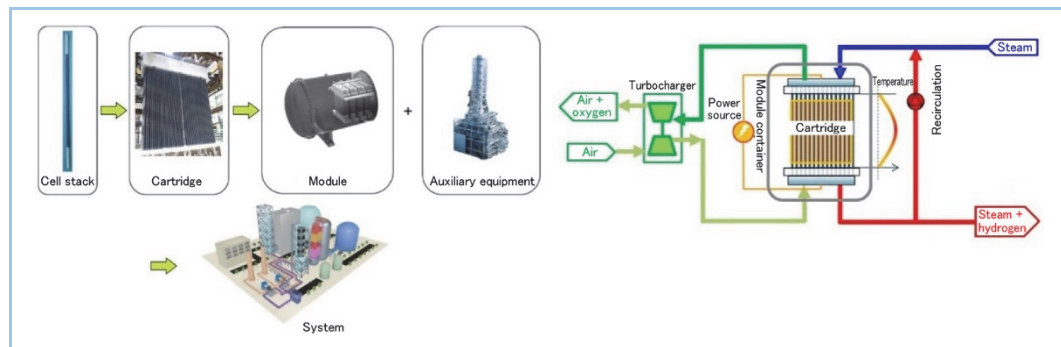 Cell stack
Cartridge
Module
+
Auxiliary equipment
System
Steam
Turbocharger
Temperature
Air +
oxygen
Power
source
Module container
Cartridge
Recirculation
Air
Steam +
hydrogen